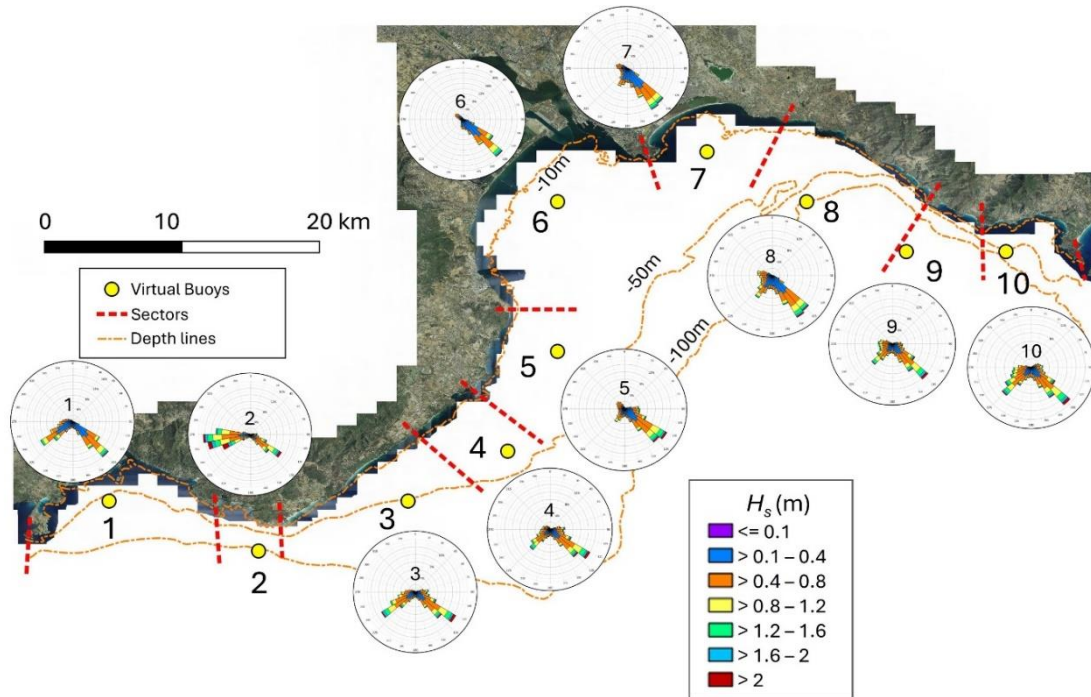 7
6
-10m
7
0 10 20 km
6
8
Virtual Buoys
Sectors
Depth lines
-50m
8
9
10
-100m
5
9
10
1
2
5
4
1
3
4
2
3
Hs (m)
<= 0.1
> 0.1 – 0.4
> 0.4 – 0.8
> 0.8 – 1.2
> 1.2 – 1.6
> 1.6 – 2
> 2